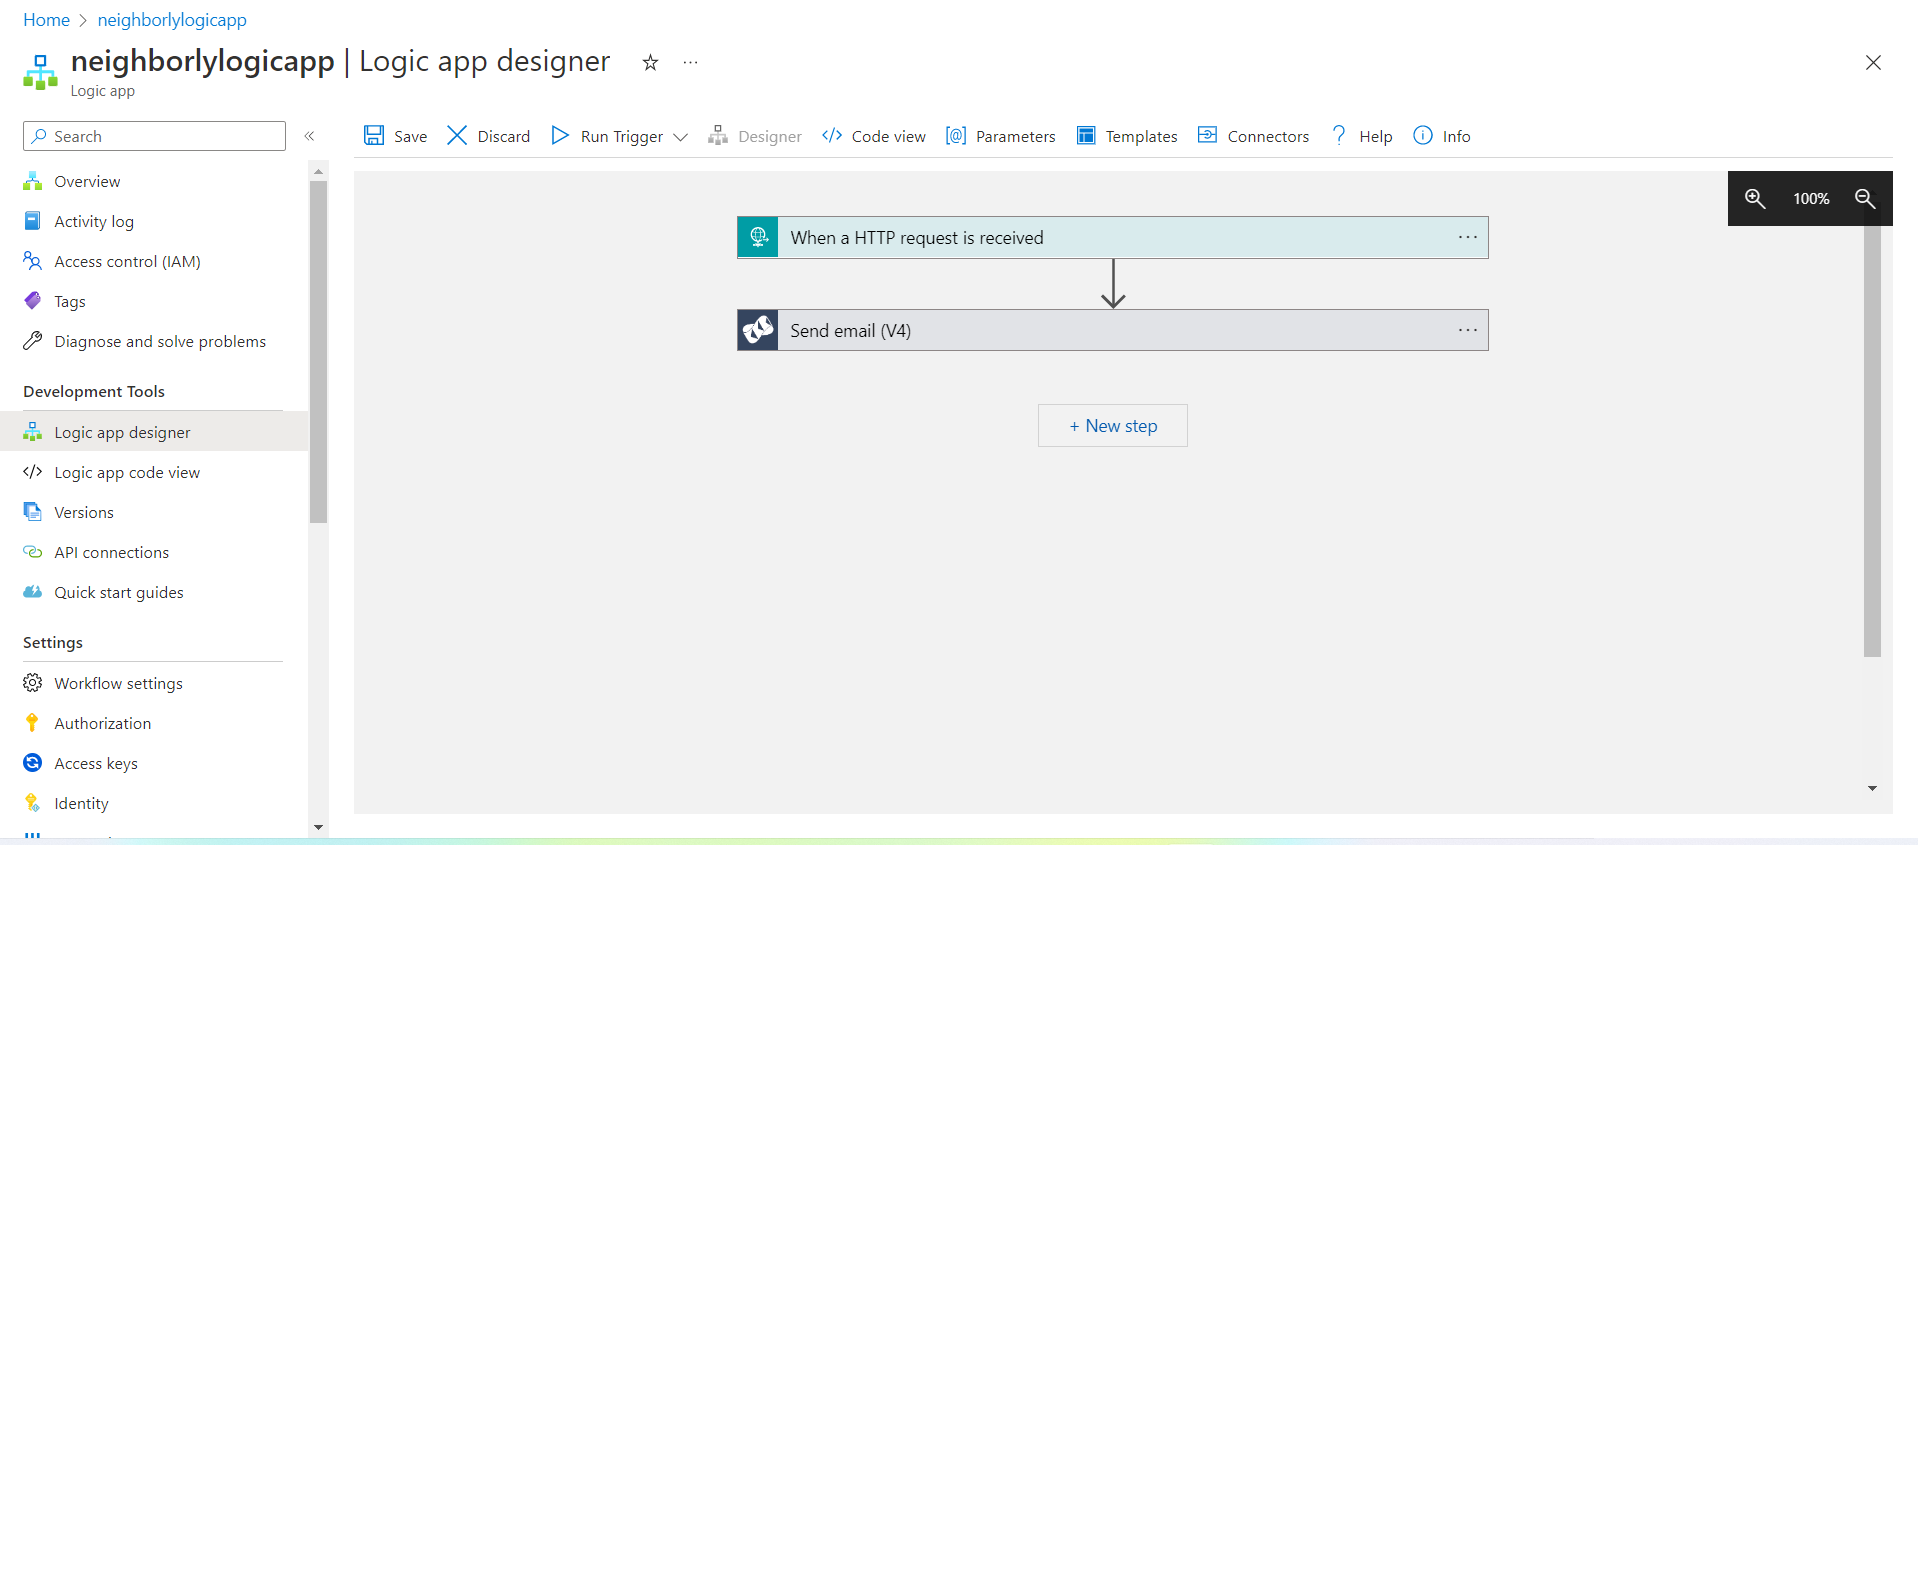 Home > neighborlylogicapp
neighborlylogicapp | Logic app designer ☆ ···
Logic app
Search «
Save Discard Run Trigger Designer Code view Parameters Templates Connectors Help Info
Overview
Activity log
Access control (IAM)
Tags
Diagnose and solve problems
Development Tools
Logic app designer
Logic app code view
Versions
API connections
Quick start guides
Settings
Workflow settings
Authorization
Access keys
Identity
100%
When a HTTP request is received ···
Send email (V4) ···
+ New step